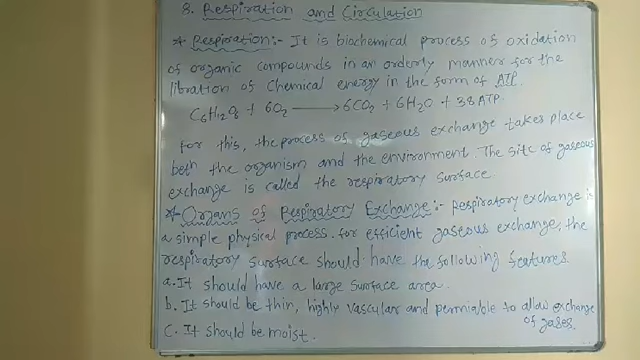 8. Respiration and Circulation
* Respiration:- It is biochemical process of oxidation
of organic compounds in an orderly manner for the
libration of chemical energy in the form of ATP.
C6H12O6 + 6O2 → 6CO2 + 6H2O + 38ATP.
For this, the process of gaseous exchange takes place
beth the organism and the environment. The site of gaseous
exchange is called the respiratory surface.
* Organs of Respiratory Exchange:- Respiratory exchange is
a simple physical process. for efficient gaseous exchange, the
respiratory surface should have the following features.
a. It should have a large surface area.
b. It should be thin, highly vascular and permiable to allow exchange
of gases.
C. It should be moist.